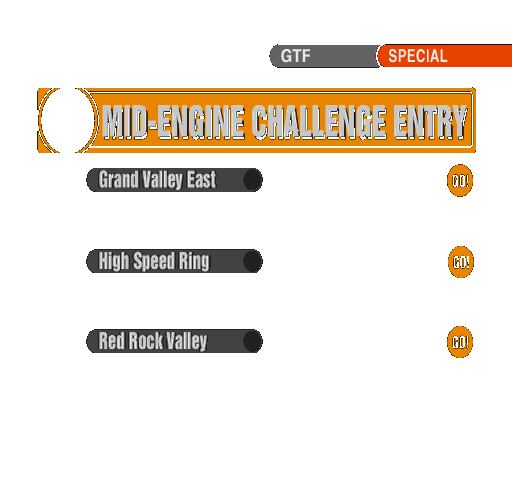 GTF SPECIAL
MID-ENGINE CHALLENGE ENTRY
Grand Valley East GO!
High Speed Ring GO!
Red Rock Valley GO!